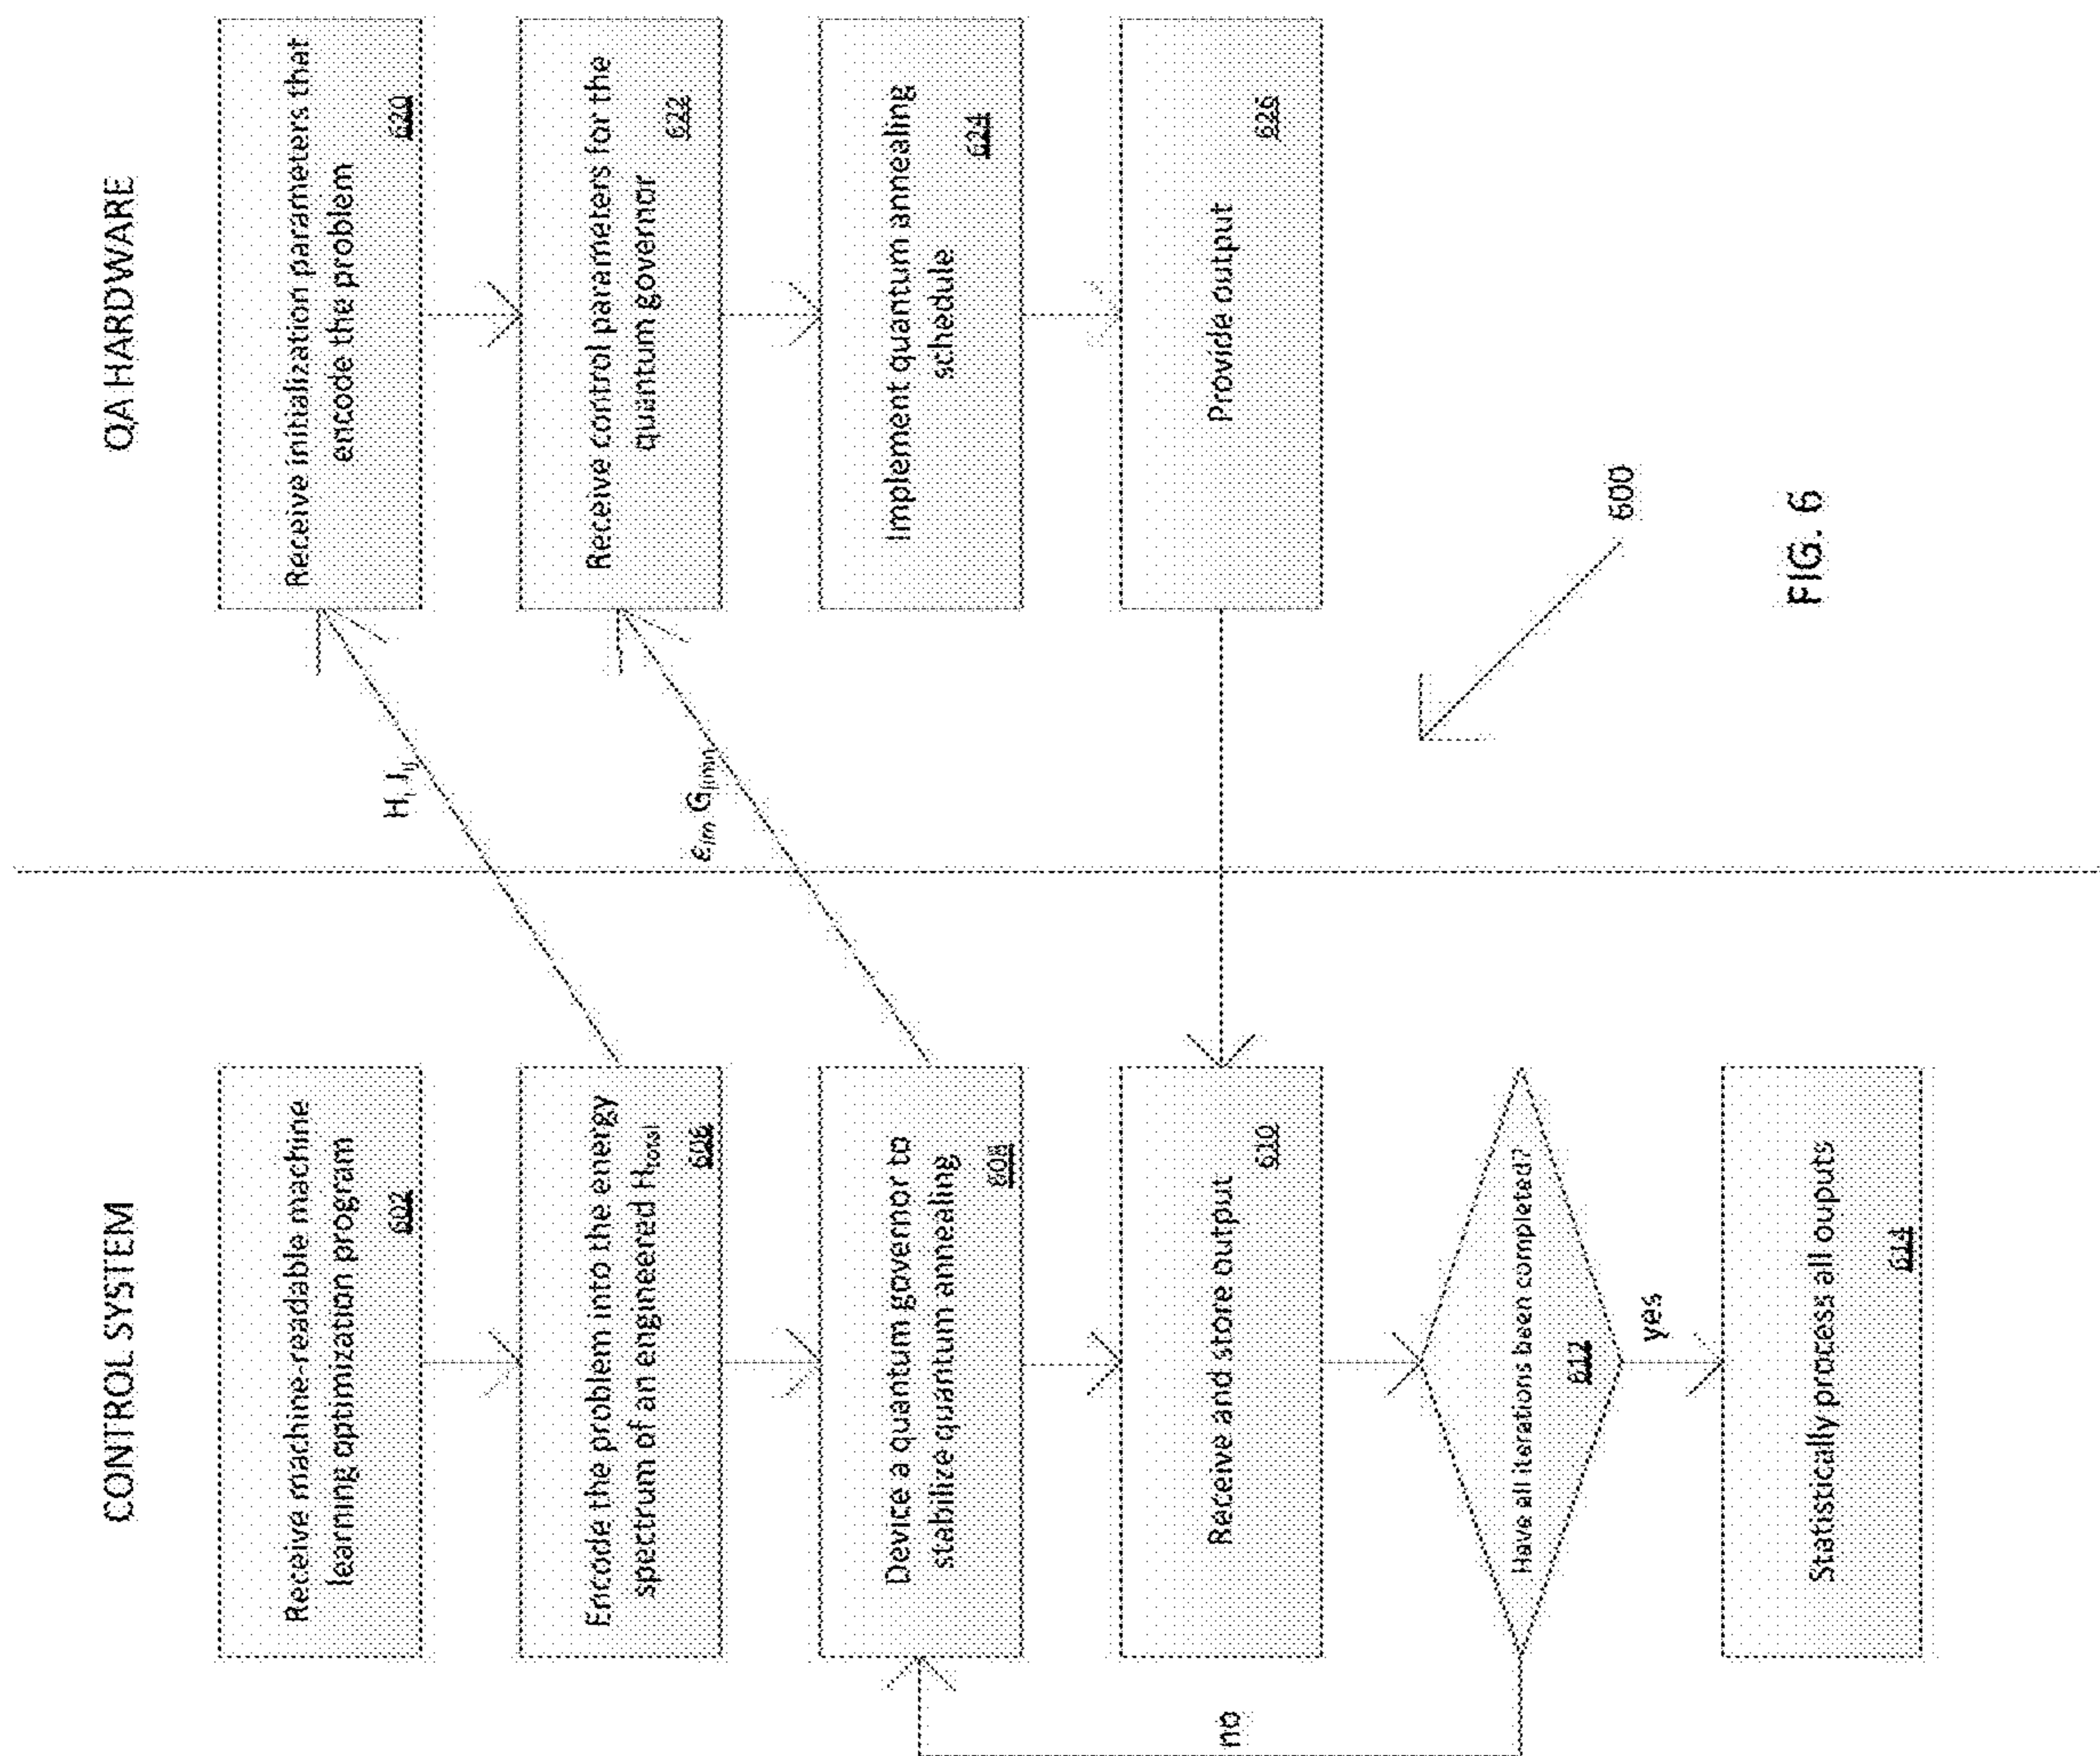 CONTROL SYSTEM
Receive machine-readable machine
learning optimization program
602
Encode the problem into the energy
spectrum of an engineered H_total
606
Device a quantum governor to
stabilize quantum annealing
608
Receive and store output
610
Have all iterations been completed?
612
no
yes
Statistically process all ouputs
614
QA HARDWARE
Receive initialization parameters that
encode the problem
620
Receive control parameters for the
quantum governor
622
Implement quantum annealing
schedule
624
Provide output
626
600
FIG. 6